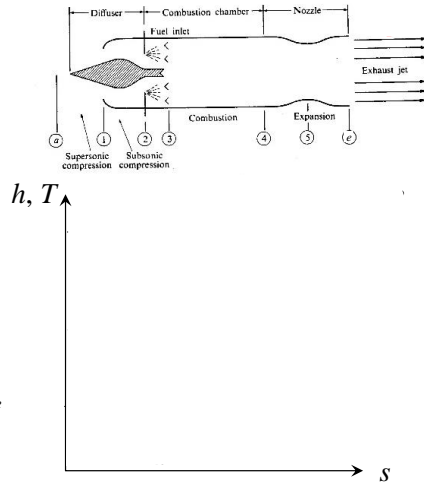 Diffuser Combustion chamber Nozzle
Fuel inlet
Exhaust jet
Combustion Expansion
a 1 2 3 4 5 e
Supersonic compression
Subsonic compression
h, T
s